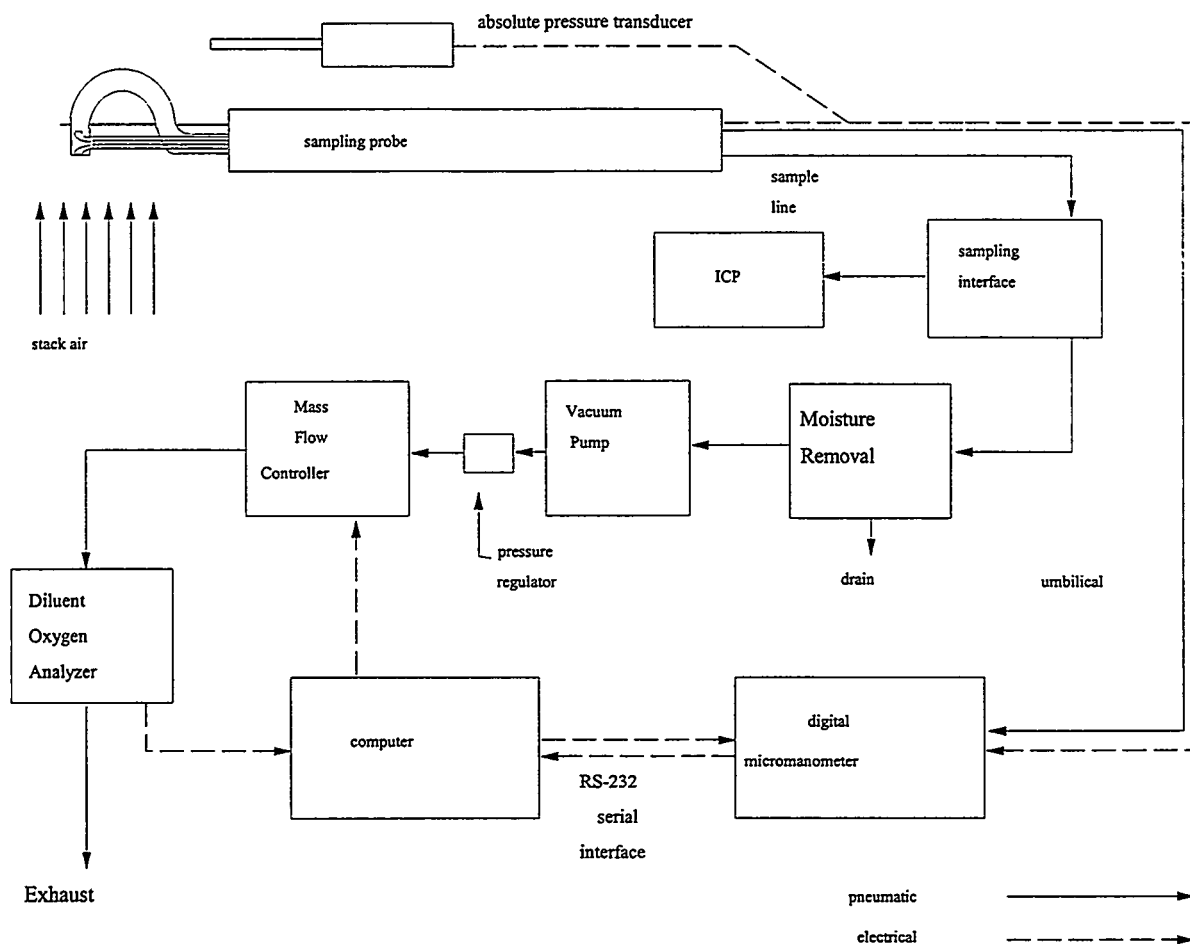 absolute pressure transducer
sampling probe
sample
line
sampling
interface
ICP
stack air
Mass
Flow
Controller
Vacuum
Pump
Moisture
Removal
pressure
regulator
drain
umbilical
Diluent
Oxygen
Analyzer
computer
digital
micromanometer
RS-232
serial
interface
Exhaust
pneumatic
electrical